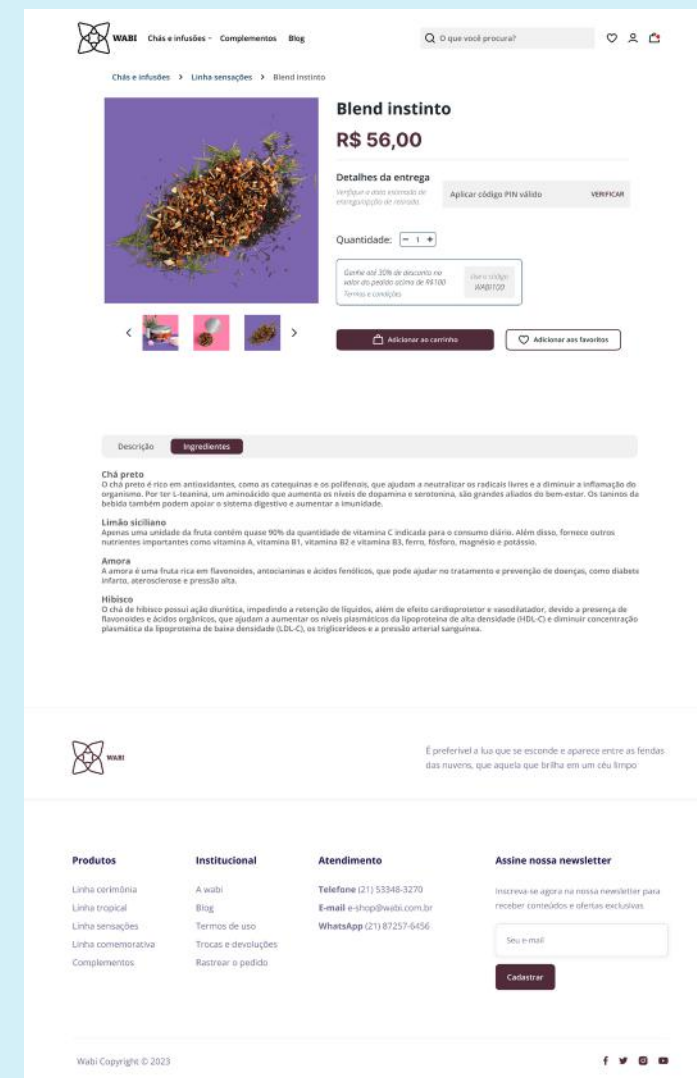 WABI Chás e infusões Complementos Blog O que você procura?
Chás e infusões > Linha sensações > Blend instinto
Blend instinto
R$ 56,00
Detalhes da entrega
Verifique a data estimada de
de retirada.
Aplicar código PIN válido VERIFICAR
Quantidade: − 1 +
Ganhe até 30% de desconto no
valor do pedido acima de R$100
Termos e condições
Use o código
WABI100
Adicionar ao carrinho Adicionar aos favoritos
Descrição Ingredientes
Chá preto
O chá preto é rico em antioxidantes, como as catequinas e os polifenois, que ajudam a neutralizar os radicais livres e a diminuir a inflamação do
organismo. Por ter L-teanina, um aminoácido que aumenta os níveis de dopamina e serotonina, são grandes aliados do bem-estar. Os taninos da
bebida também podem apoiar o sistema digestivo e aumentar a imunidade.
Limão siciliano
Apenas uma unidade da fruta contém quase 90% da quantidade de vitamina C indicada para o consumo diário. Além disso, fornece outros
nutrientes importantes como vitamina A, vitamina B1, vitamina B2 e vitamina B3, ferro, fósforo, magnésio e potássio.
Amora
A amora é uma fruta rica em flavonoides, antocianinas e ácidos fenólicos, que pode ajudar no tratamento e prevenção de doenças, como diabets
infarto, aterosclerose e pressão alta.
Hibisco
O chá de hibisco possui ação diurética, impedindo a retenção de líquidos, além de efeito cardioprotetor e vasodilatador, devido a presença de
flavonoides e ácidos orgânicos, que ajudam a aumentar os níveis plasmáticos da lipoproteína de alta densidade (HDL-C) e diminuir concentração
plasmática da lipoproteína de baixa densidade (LDL-C), os triglicerídeos e a pressão arterial sanguínea.
WABI
É preferível a lua que se esconde e aparece entre as fendas
das nuvens, que aquela que brilha em um céu limpo
Produtos
Linha cerimônia
Linha tropical
Linha sensações
Linha comemorativa
Complementos
Institucional
A wabi
Blog
Termos de uso
Trocas e devoluções
Rastrear o pedido
Atendimento
Telefone (21) 53348-3270
E-mail e-shop@wabi.com.br
WhatsApp (21) 87257-6456
Assine nossa newsletter
Inscreva-se agora na nossa newsletter para
receber conteúdos e ofertas exclusivas.
Seu e-mail
Cadastrar
Wabi Copyright © 2023